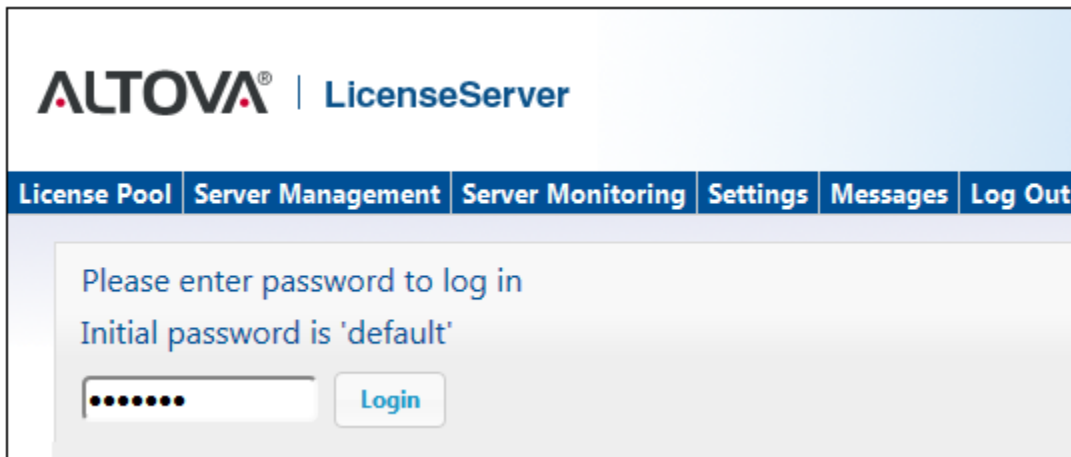 ALTOVA® | LicenseServer
License Pool Server Management Server Monitoring Settings Messages Log Out
Please enter password to log in
Initial password is 'default'
••••••• Login